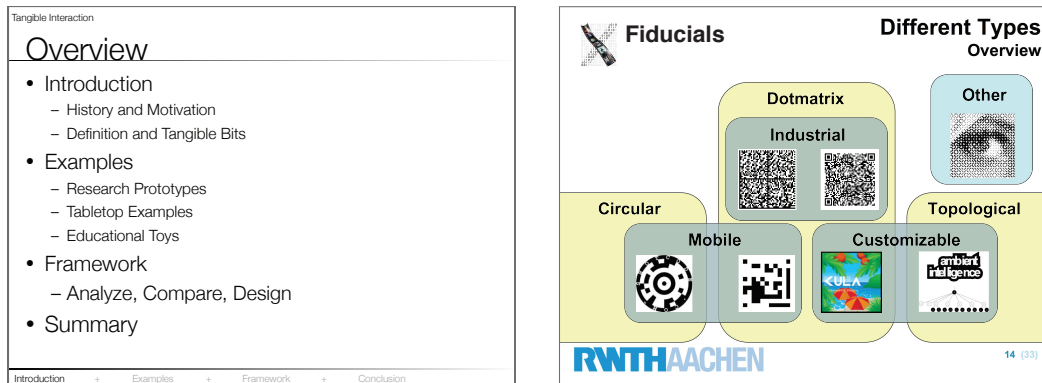 Tangible Interaction
Overview
• Introduction
– History and Motivation
– Definition and Tangible Bits
• Examples
– Research Prototypes
– Tabletop Examples
– Educational Toys
• Framework
– Analyze, Compare, Design
• Summary
Introduction + Examples + Framework + Conclusion
Fiducials
Different Types
Overview
Dotmatrix
Other
Industrial
Circular
Topological
Mobile
Customizable
KULA
ambient
intelligence
RWTHAACHEN
14 (33)